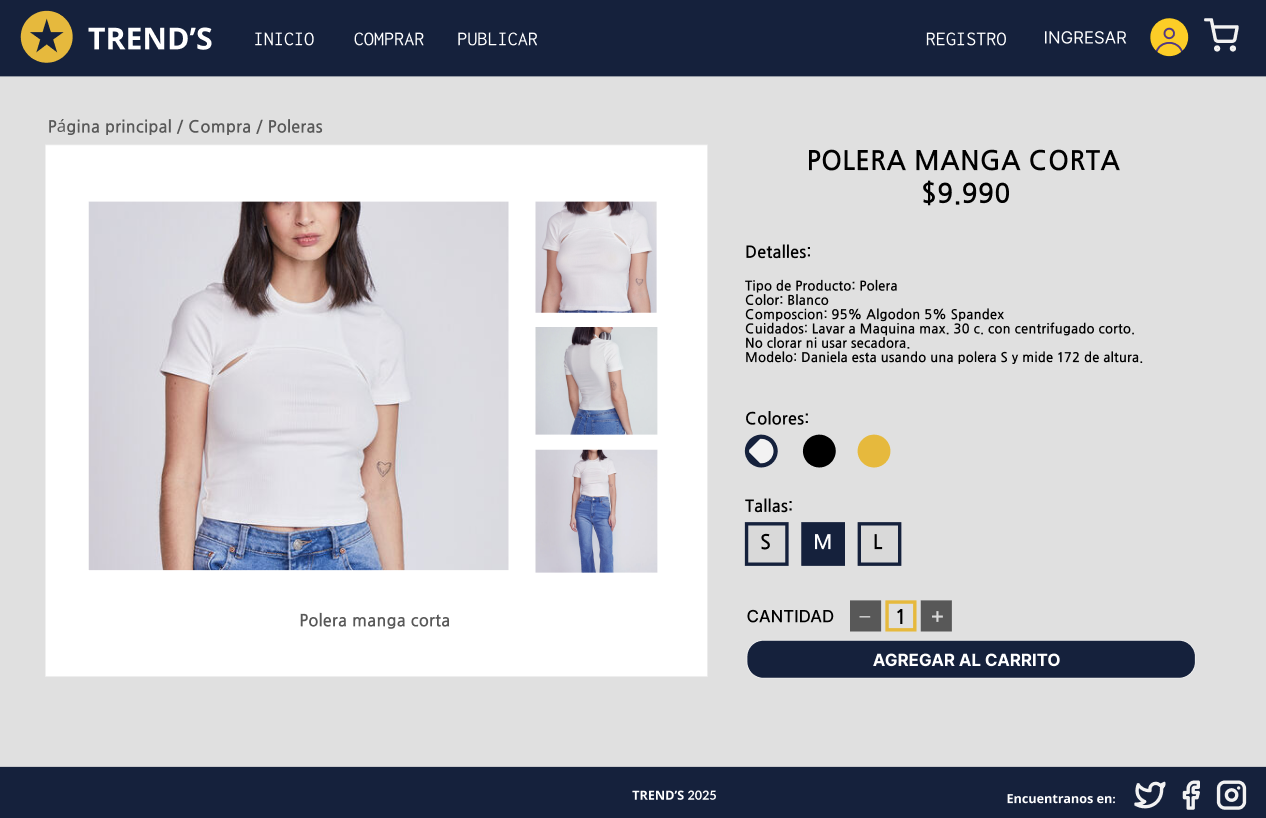 TREND'S
INICIO
COMPRAR
PUBLICAR
REGISTRO
INGRESAR
Página principal / Compra / Poleras
Polera manga corta
POLERA MANGA CORTA
$9.990
Detalles:
Tipo de Producto: Polera
Color: Blanco
Composcion: 95% Algodon 5% Spandex
Cuidados: Lavar a Maquina max. 30 c. con centrifugado corto.
No clorar ni usar secadora.
Modelo: Daniela esta usando una polera S y mide 172 de altura.
Colores:
Tallas:
S
M
L
CANTIDAD
−
1
+
AGREGAR AL CARRITO
TREND'S 2025
Encuentranos en: